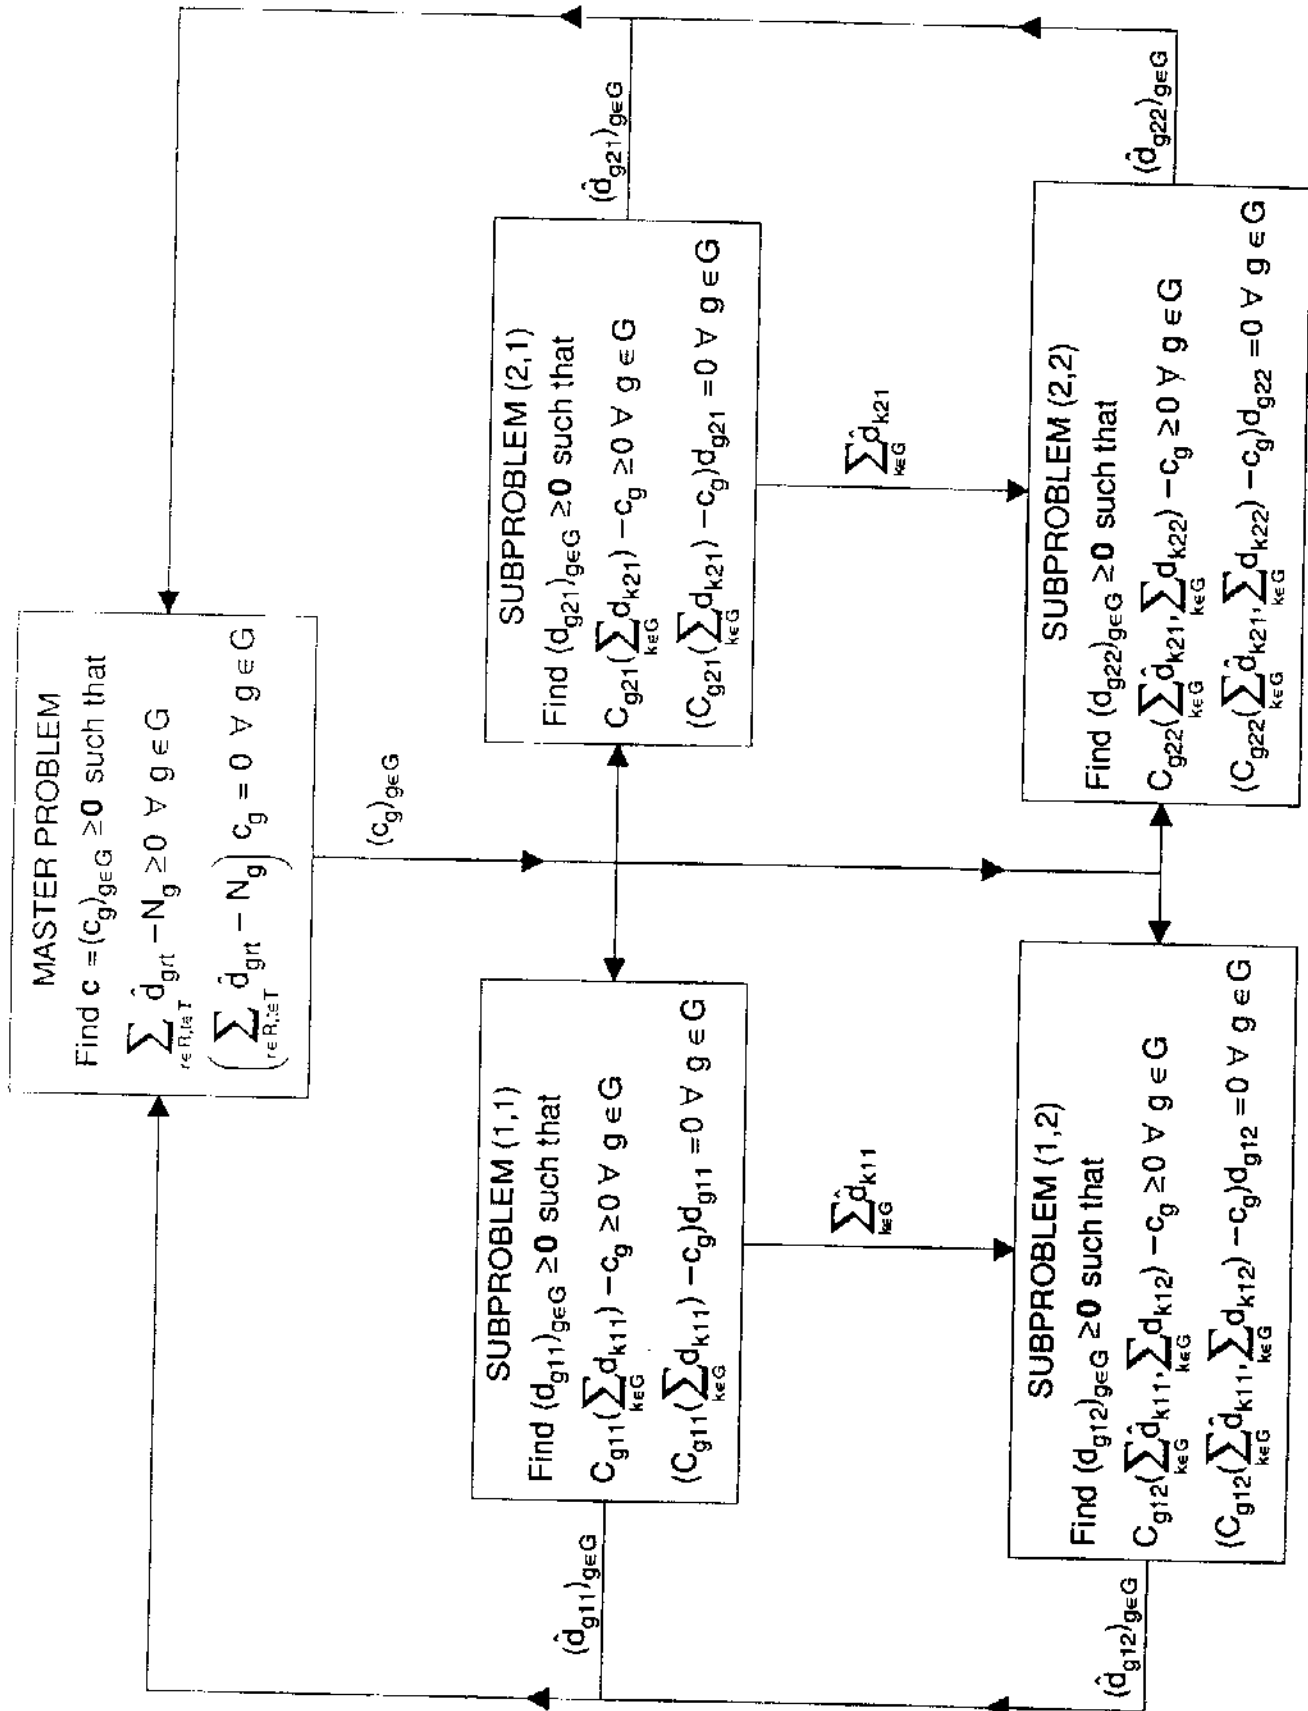 MASTER PROBLEM
Find c =(c_g)_{g∈G} ≥0 such that
∑_{r∈R,t∈T} d̂_{grt} − N_g ≥0 ∀ g ∈ G
(∑_{r∈R,t∈T} d̂_{grt} − N_g) c_g = 0 ∀ g ∈ G
(c_g)_{g∈G}
(d̂_{g11})_{g∈G}
SUBPROBLEM (1,1)
Find (d_{g11})_{g∈G} ≥0 such that
C_{g11}(∑_{k∈G} d_{k11}) −c_g ≥0 ∀ g ∈ G
(C_{g11}(∑_{k∈G} d_{k11}) −c_g)d_{g11} =0 ∀ g ∈ G
SUBPROBLEM (2,1)
Find (d_{g21})_{g∈G} ≥0 such that
C_{g21}(∑_{k∈G} d_{k21}) −c_g ≥0 ∀ g ∈ G
(C_{g21}(∑_{k∈G} d_{k21}) −c_g)d_{g21} =0 ∀ g ∈ G
(d̂_{g21})_{g∈G}
∑_{k∈G} d̂_{k11}
∑_{k∈G} d̂_{k21}
(d̂_{g12})_{g∈G}
SUBPROBLEM (1,2)
Find (d_{g12})_{g∈G} ≥0 such that
C_{g12}(∑_{k∈G} d̂_{k11}, ∑_{k∈G} d_{k12}) −c_g ≥0 ∀ g ∈ G
(C_{g12}(∑_{k∈G} d̂_{k11}, ∑_{k∈G} d_{k12}) −c_g)d_{g12} =0 ∀ g ∈ G
SUBPROBLEM (2,2)
Find (d_{g22})_{g∈G} ≥0 such that
C_{g22}(∑_{k∈G} d̂_{k21}, ∑_{k∈G} d_{k22}) −c_g ≥0 ∀ g ∈ G
(C_{g22}(∑_{k∈G} d̂_{k21}, ∑_{k∈G} d_{k22}) −c_g)d_{g22} =0 ∀ g ∈ G
(d̂_{g22})_{g∈G}